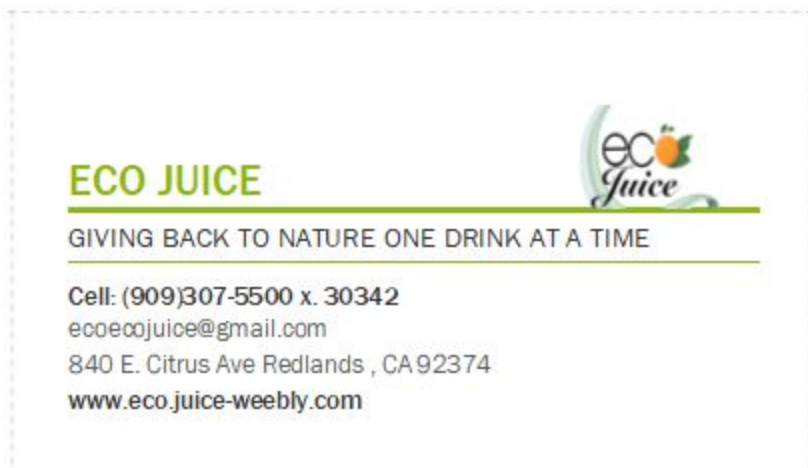 eco
Juice
ECO JUICE
GIVING BACK TO NATURE ONE DRINK AT A TIME
Cell: (909)307-5500 x. 30342
ecoecojuice@gmail.com
840 E. Citrus Ave Redlands , CA 92374
www.eco.juice-weebly.com